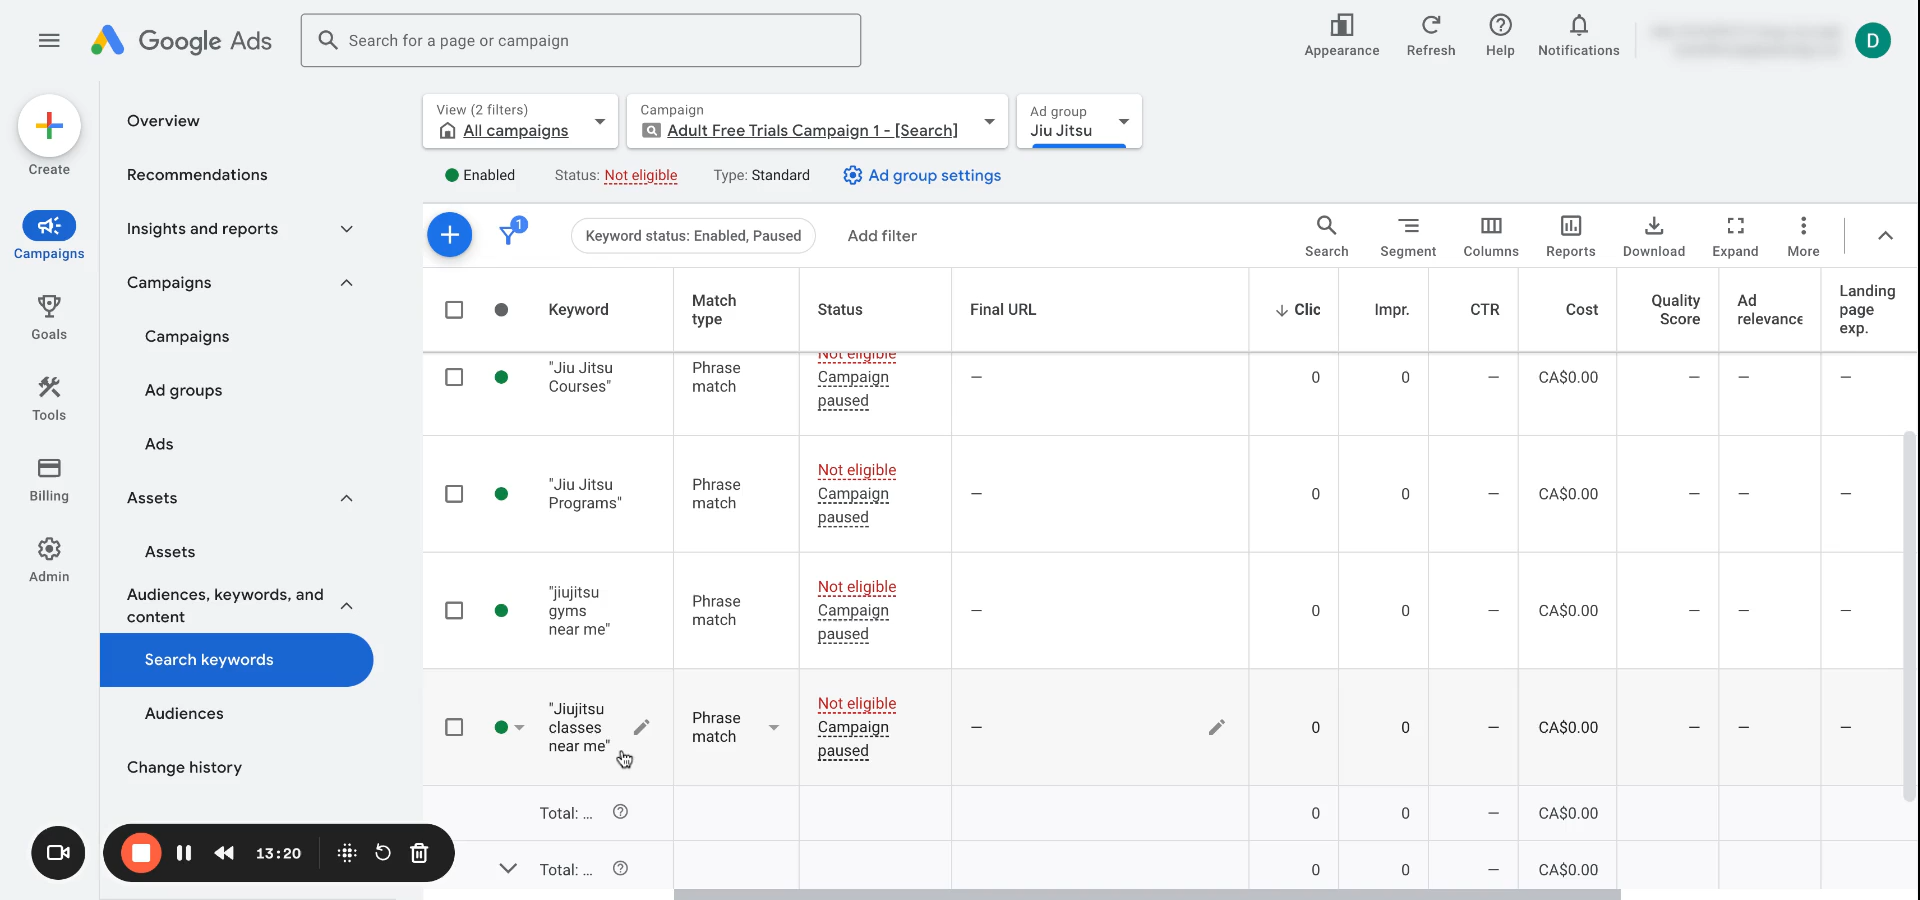 Google Ads
Search for a page or campaign
Appearance
Refresh
Help
Notifications
D
Create
Campaigns
Goals
Tools
Billing
Admin
Overview
Recommendations
Insights and reports
Campaigns
Campaigns
Ad groups
Ads
Assets
Assets
Audiences, keywords, and
content
Search keywords
Audiences
Change history
View (2 filters)
All campaigns
Campaign
Adult Free Trials Campaign 1 - [Search]
Ad group
Jiu Jitsu
Enabled
Status: Not eligible
Type: Standard
Ad group settings
1
Keyword status: Enabled, Paused
Add filter
Search
Segment
Columns
Reports
Download
Expand
More
Keyword
Match
type
Status
Final URL
Clic
Impr.
CTR
Cost
Quality
Score
Ad
relevance
Landing
page
exp.
"Jiu Jitsu
Courses"
Phrase
match
Not eligible
Campaign
paused
—
0
0
—
CA$0.00
—
—
—
"Jiu Jitsu
Programs"
Phrase
match
Not eligible
Campaign
paused
—
0
0
—
CA$0.00
—
—
—
"jiujitsu
gyms
near me"
Phrase
match
Not eligible
Campaign
paused
—
0
0
—
CA$0.00
—
—
—
"Jiujitsu
classes
near me"
Phrase
match
Not eligible
Campaign
paused
—
0
0
—
CA$0.00
—
—
—
Total: ...
0
0
—
CA$0.00
Total: ...
0
0
—
CA$0.00
13:20